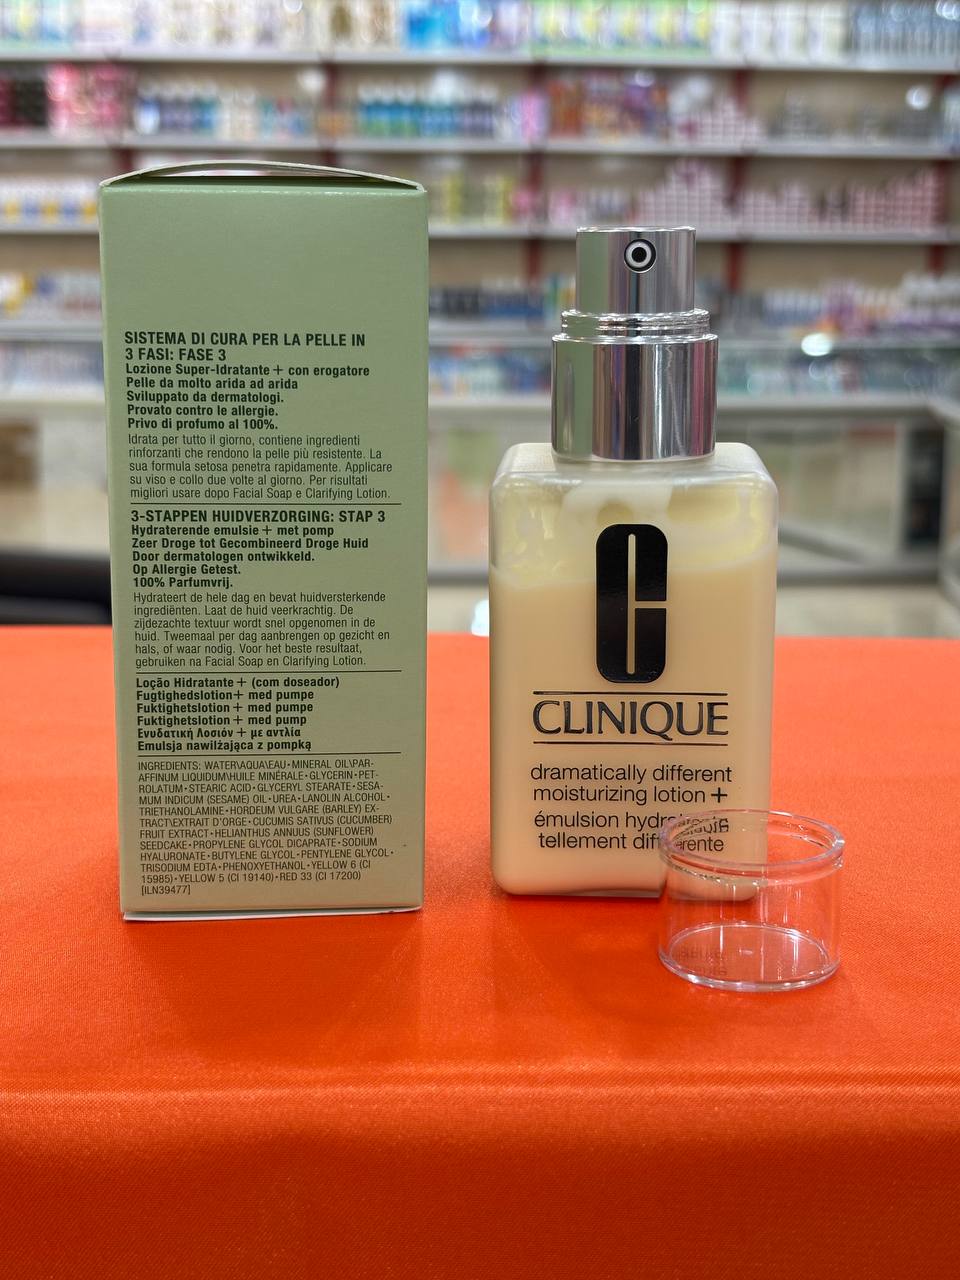 SISTEMA DI CURA PER LA PELLE IN
3 FASI: FASE 3
Lozione Super-Idratante + con erogatore
Pelle da molto arida ad arida
Sviluppato da dermatologi.
Provato contro le allergie.
Privo di profumo al 100%.
Idrata per tutto il giorno, contiene ingredienti
rinforzanti che rendono la pelle più resistente. La
sua formula setosa penetra rapidamente. Applicare
su viso e collo due volte al giorno. Per risultati
migliori usare dopo Facial Soap e Clarifying Lotion.
3-STAPPEN HUIDVERZORGING: STAP 3
Hydraterende emulsie + met pomp
Zeer Droge tot Gecombineerd Droge Huid
Door dermatologen ontwikkeld.
Op Allergie Getest.
100% Parfumvrij.
Hydrateert de hele dag en bevat huidversterkende
ingrediënten. Laat de huid veerkrachtig. De
zijdezachte textuur wordt snel opgenomen in de
huid. Tweemaal per dag aanbrengen op gezicht en
hals, of waar nodig. Voor het beste resultaat,
gebruiken na Facial Soap en Clarifying Lotion.
Loção Hidratante + (com doseador)
Fugtighedslotion + med pumpe
Fuktighetslotion + med pumpe
Fuktighetslotion + med pump
Ενυδατική Λοσιόν + με αντλία
Emulsja nawilżająca z pompką
INGREDIENTS: WATER\AQUA\EAU • MINERAL OIL\PAR-
AFFINUM LIQUIDUM\HUILE MINÉRALE • GLYCERIN • PET-
ROLATUM • STEARIC ACID • GLYCERYL STEARATE • SESA-
MUM INDICUM (SESAME) OIL • UREA • LANOLIN ALCOHOL •
TRIETHANOLAMINE • HORDEUM VULGARE (BARLEY) EX-
TRACT\EXTRAIT D'ORGE • CUCUMIS SATIVUS (CUCUMBER)
FRUIT EXTRACT • HELIANTHUS ANNUUS (SUNFLOWER)
SEEDCAKE • PROPYLENE GLYCOL DICAPRATE • SODIUM
HYALURONATE • BUTYLENE GLYCOL • PENTYLENE GLYCOL •
TRISODIUM EDTA • PHENOXYETHANOL • YELLOW 6 (CI
15985) • YELLOW 5 (CI 19140) • RED 33 (CI 17200)
[ILN39477]
CLINIQUE
dramatically different
moisturizing lotion +
émulsion hydratante
tellement différente